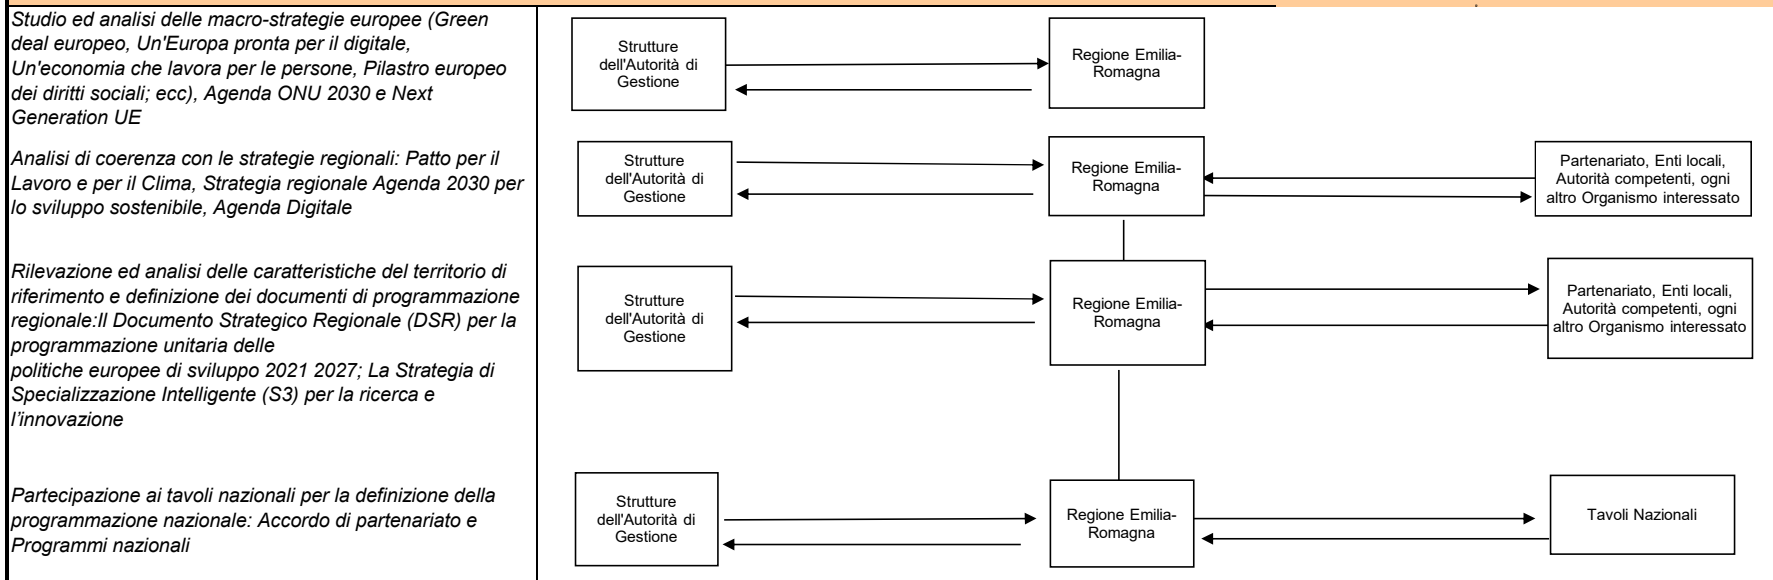 Studio ed analisi delle macro-strategie europee (Green
deal europeo, Un'Europa pronta per il digitale,
Un'economia che lavora per le persone, Pilastro europeo
dei diritti sociali; ecc), Agenda ONU 2030 e Next
Generation UE
Strutture
dell'Autorità di
Gestione
Regione Emilia-
Romagna
Analisi di coerenza con le strategie regionali: Patto per il
Lavoro e per il Clima, Strategia regionale Agenda 2030 per
lo sviluppo sostenibile, Agenda Digitale
Strutture
dell'Autorità di
Gestione
Regione Emilia-
Romagna
Partenariato, Enti locali,
Autorità competenti, ogni
altro Organismo interessato
Rilevazione ed analisi delle caratteristiche del territorio di
riferimento e definizione dei documenti di programmazione
regionale:Il Documento Strategico Regionale (DSR) per la
programmazione unitaria delle
politiche europee di sviluppo 2021 2027; La Strategia di
Specializzazione Intelligente (S3) per la ricerca e
l'innovazione
Strutture
dell'Autorità di
Gestione
Regione Emilia-
Romagna
Partenariato, Enti locali,
Autorità competenti, ogni
altro Organismo interessato
Partecipazione ai tavoli nazionali per la definizione della
programmazione nazionale: Accordo di partenariato e
Programmi nazionali
Strutture
dell'Autorità di
Gestione
Regione Emilia-
Romagna
Tavoli Nazionali